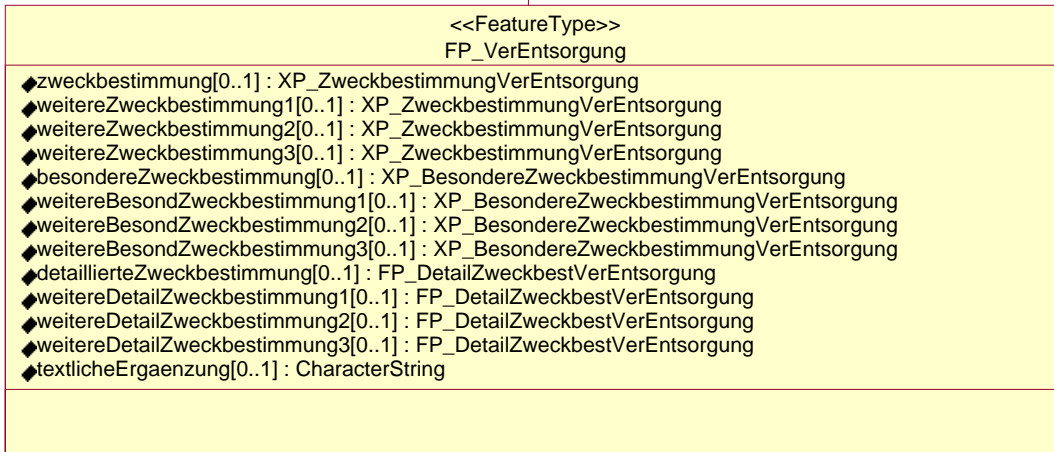 <<FeatureType>>
FP_VerEntsorgung
zweckbestimmung[0..1] : XP_ZweckbestimmungVerEntsorgung
weitereZweckbestimmung1[0..1] : XP_ZweckbestimmungVerEntsorgung
weitereZweckbestimmung2[0..1] : XP_ZweckbestimmungVerEntsorgung
weitereZweckbestimmung3[0..1] : XP_ZweckbestimmungVerEntsorgung
besondereZweckbestimmung[0..1] : XP_BesondereZweckbestimmungVerEntsorgung
weitereBesondZweckbestimmung1[0..1] : XP_BesondereZweckbestimmungVerEntsorgung
weitereBesondZweckbestimmung2[0..1] : XP_BesondereZweckbestimmungVerEntsorgung
weitereBesondZweckbestimmung3[0..1] : XP_BesondereZweckbestimmungVerEntsorgung
detaillierteZweckbestimmung[0..1] : FP_DetailZweckbestVerEntsorgung
weitereDetailZweckbestimmung1[0..1] : FP_DetailZweckbestVerEntsorgung
weitereDetailZweckbestimmung2[0..1] : FP_DetailZweckbestVerEntsorgung
weitereDetailZweckbestimmung3[0..1] : FP_DetailZweckbestVerEntsorgung
textlicheErgaenzung[0..1] : CharacterString